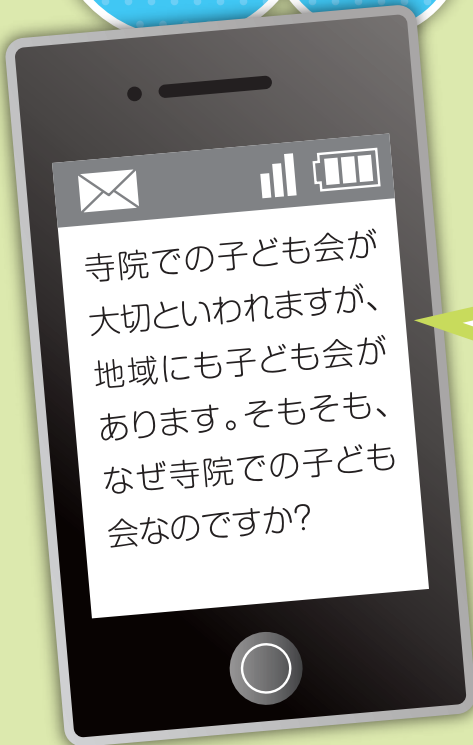 寺院での子ども会が
大切といわれますが、
地域にも子ども会が
あります。そもそも、
なぜ寺院での子ども
会なのですか？